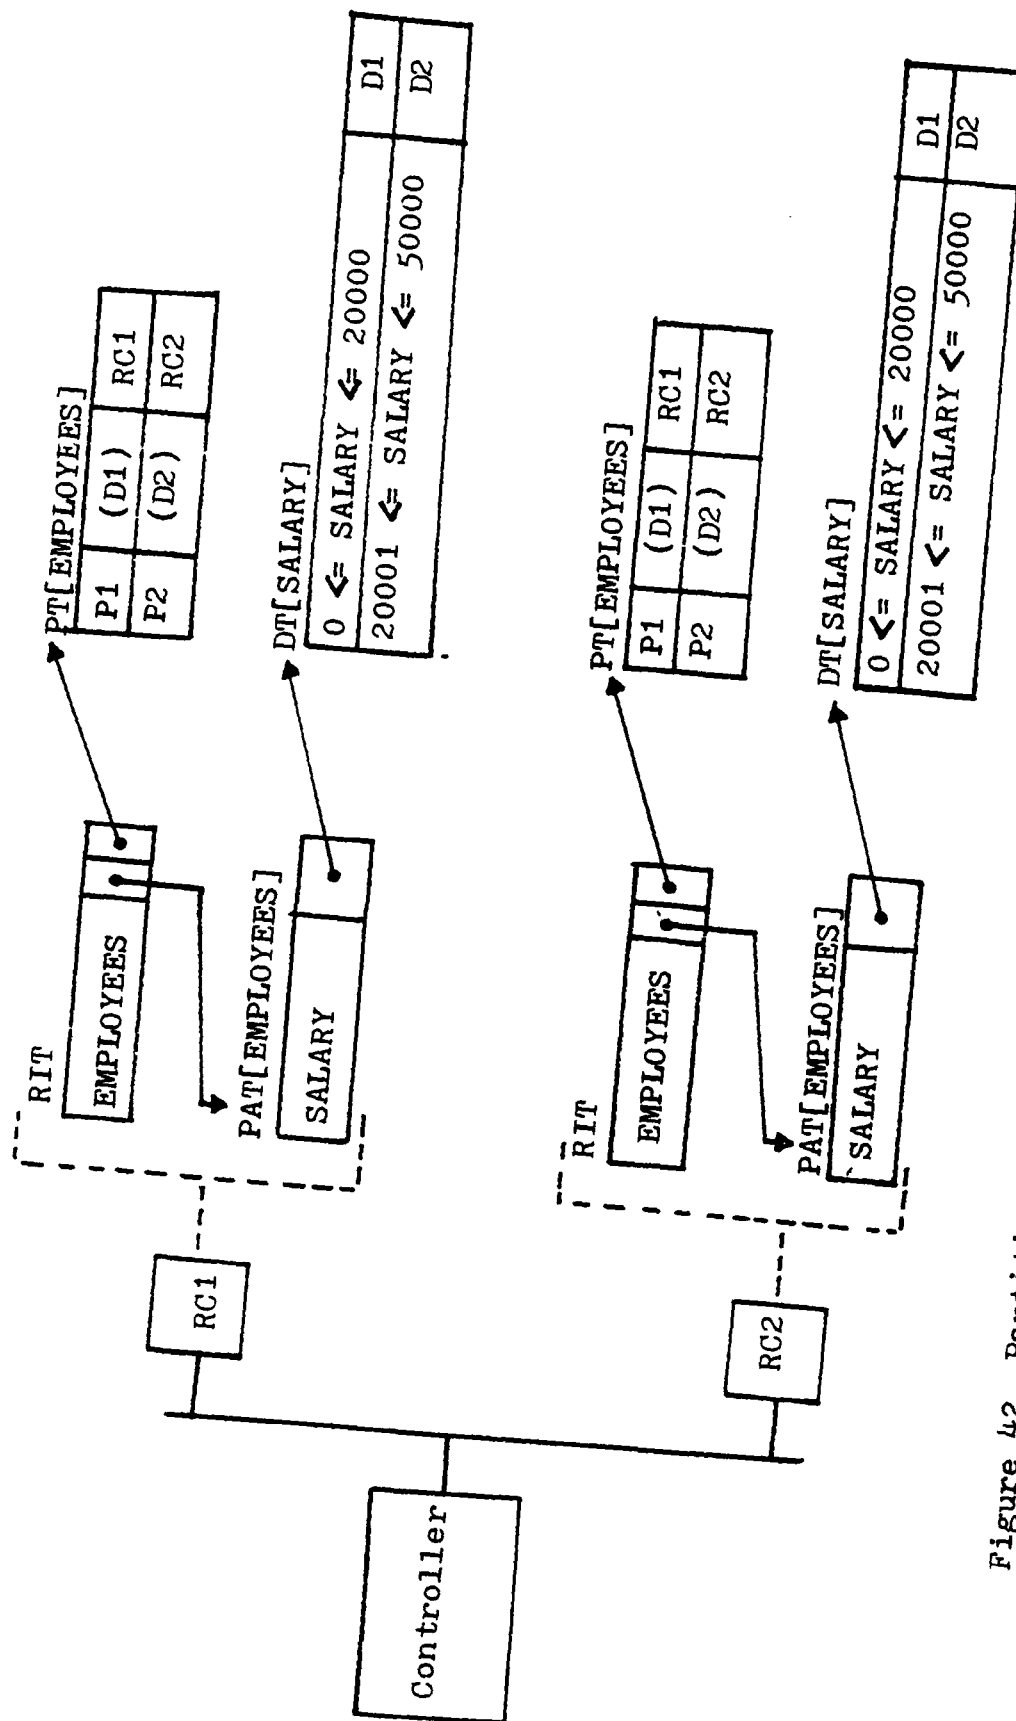 Controller
RC1
RIT
EMPLOYEES
PAT[EMPLOYEES]
SALARY
PT[EMPLOYEES]
P1 (D1) RC1
P2 (D2) RC2
DT[SALARY]
0 <= SALARY <= 20000 D1
20001 <= SALARY <= 50000 D2
RC2
RIT
EMPLOYEES
PAT[EMPLOYEES]
SALARY
PT[EMPLOYEES]
P1 (D1) RC1
P2 (D2) RC2
DT[SALARY]
0 <= SALARY <= 20000 D1
20001 <= SALARY <= 50000 D2
Figure 42